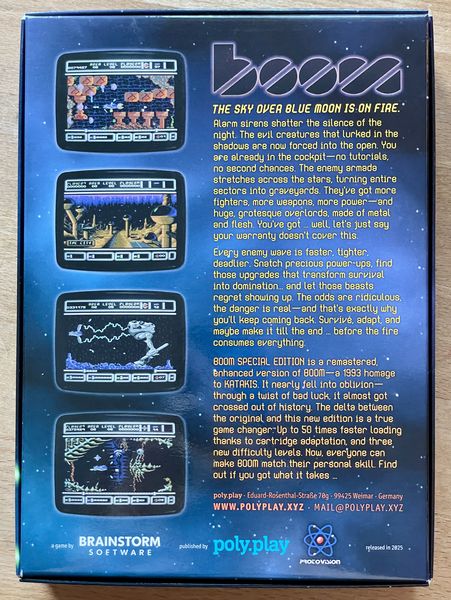 boom
THE SKY OVER BLUE MOON IS ON FIRE.
Alarm sirens shatter the silence of
the night. The evil creatures that lurked in the
shadows are now forced into the open. You
are already in the cockpit—no tutorials,
no second chances. The enemy armada
stretches across the stars, turning entire
sectors into graveyards. They've got more
fighters, more weapons, more power—and
huge, grotesque overlords, made of metal
and flesh. You've got ... well, let's just say
your warranty doesn't cover this.
Every enemy wave is faster, tighter,
deadlier. Snatch precious power-ups, find
those upgrades that transform survival
into domination... and let those beasts
regret showing up. The odds are ridiculous,
the danger is real—and that's exactly why
you'll keep coming back. Survive, adapt, and
maybe make it till the end ... before the fire
consumes everything.
BOOM SPECIAL EDITION is a remastered,
enhanced version of BOOM—a 1993 homage
to KATAKIS. It nearly fell into oblivion—
through a twist of bad luck, it almost got
crossed out of history. The delta between
the original and this new edition is a true
game changer: Up to 50 times faster loading
thanks to cartridge adaptation, and three
new difficulty levels. Now, everyone can
make BOOM match their personal skill. Find
out if you got what it takes ...
poly.play · Eduard-Rosenthal-Straße 70g · 99425 Weimar · Germany
WWW.POLYPLAY.XYZ · MAIL@POLYPLAY.XYZ
a game by BRAINSTORM SOFTWARE published by poly.play PROTOVISION released in 2025